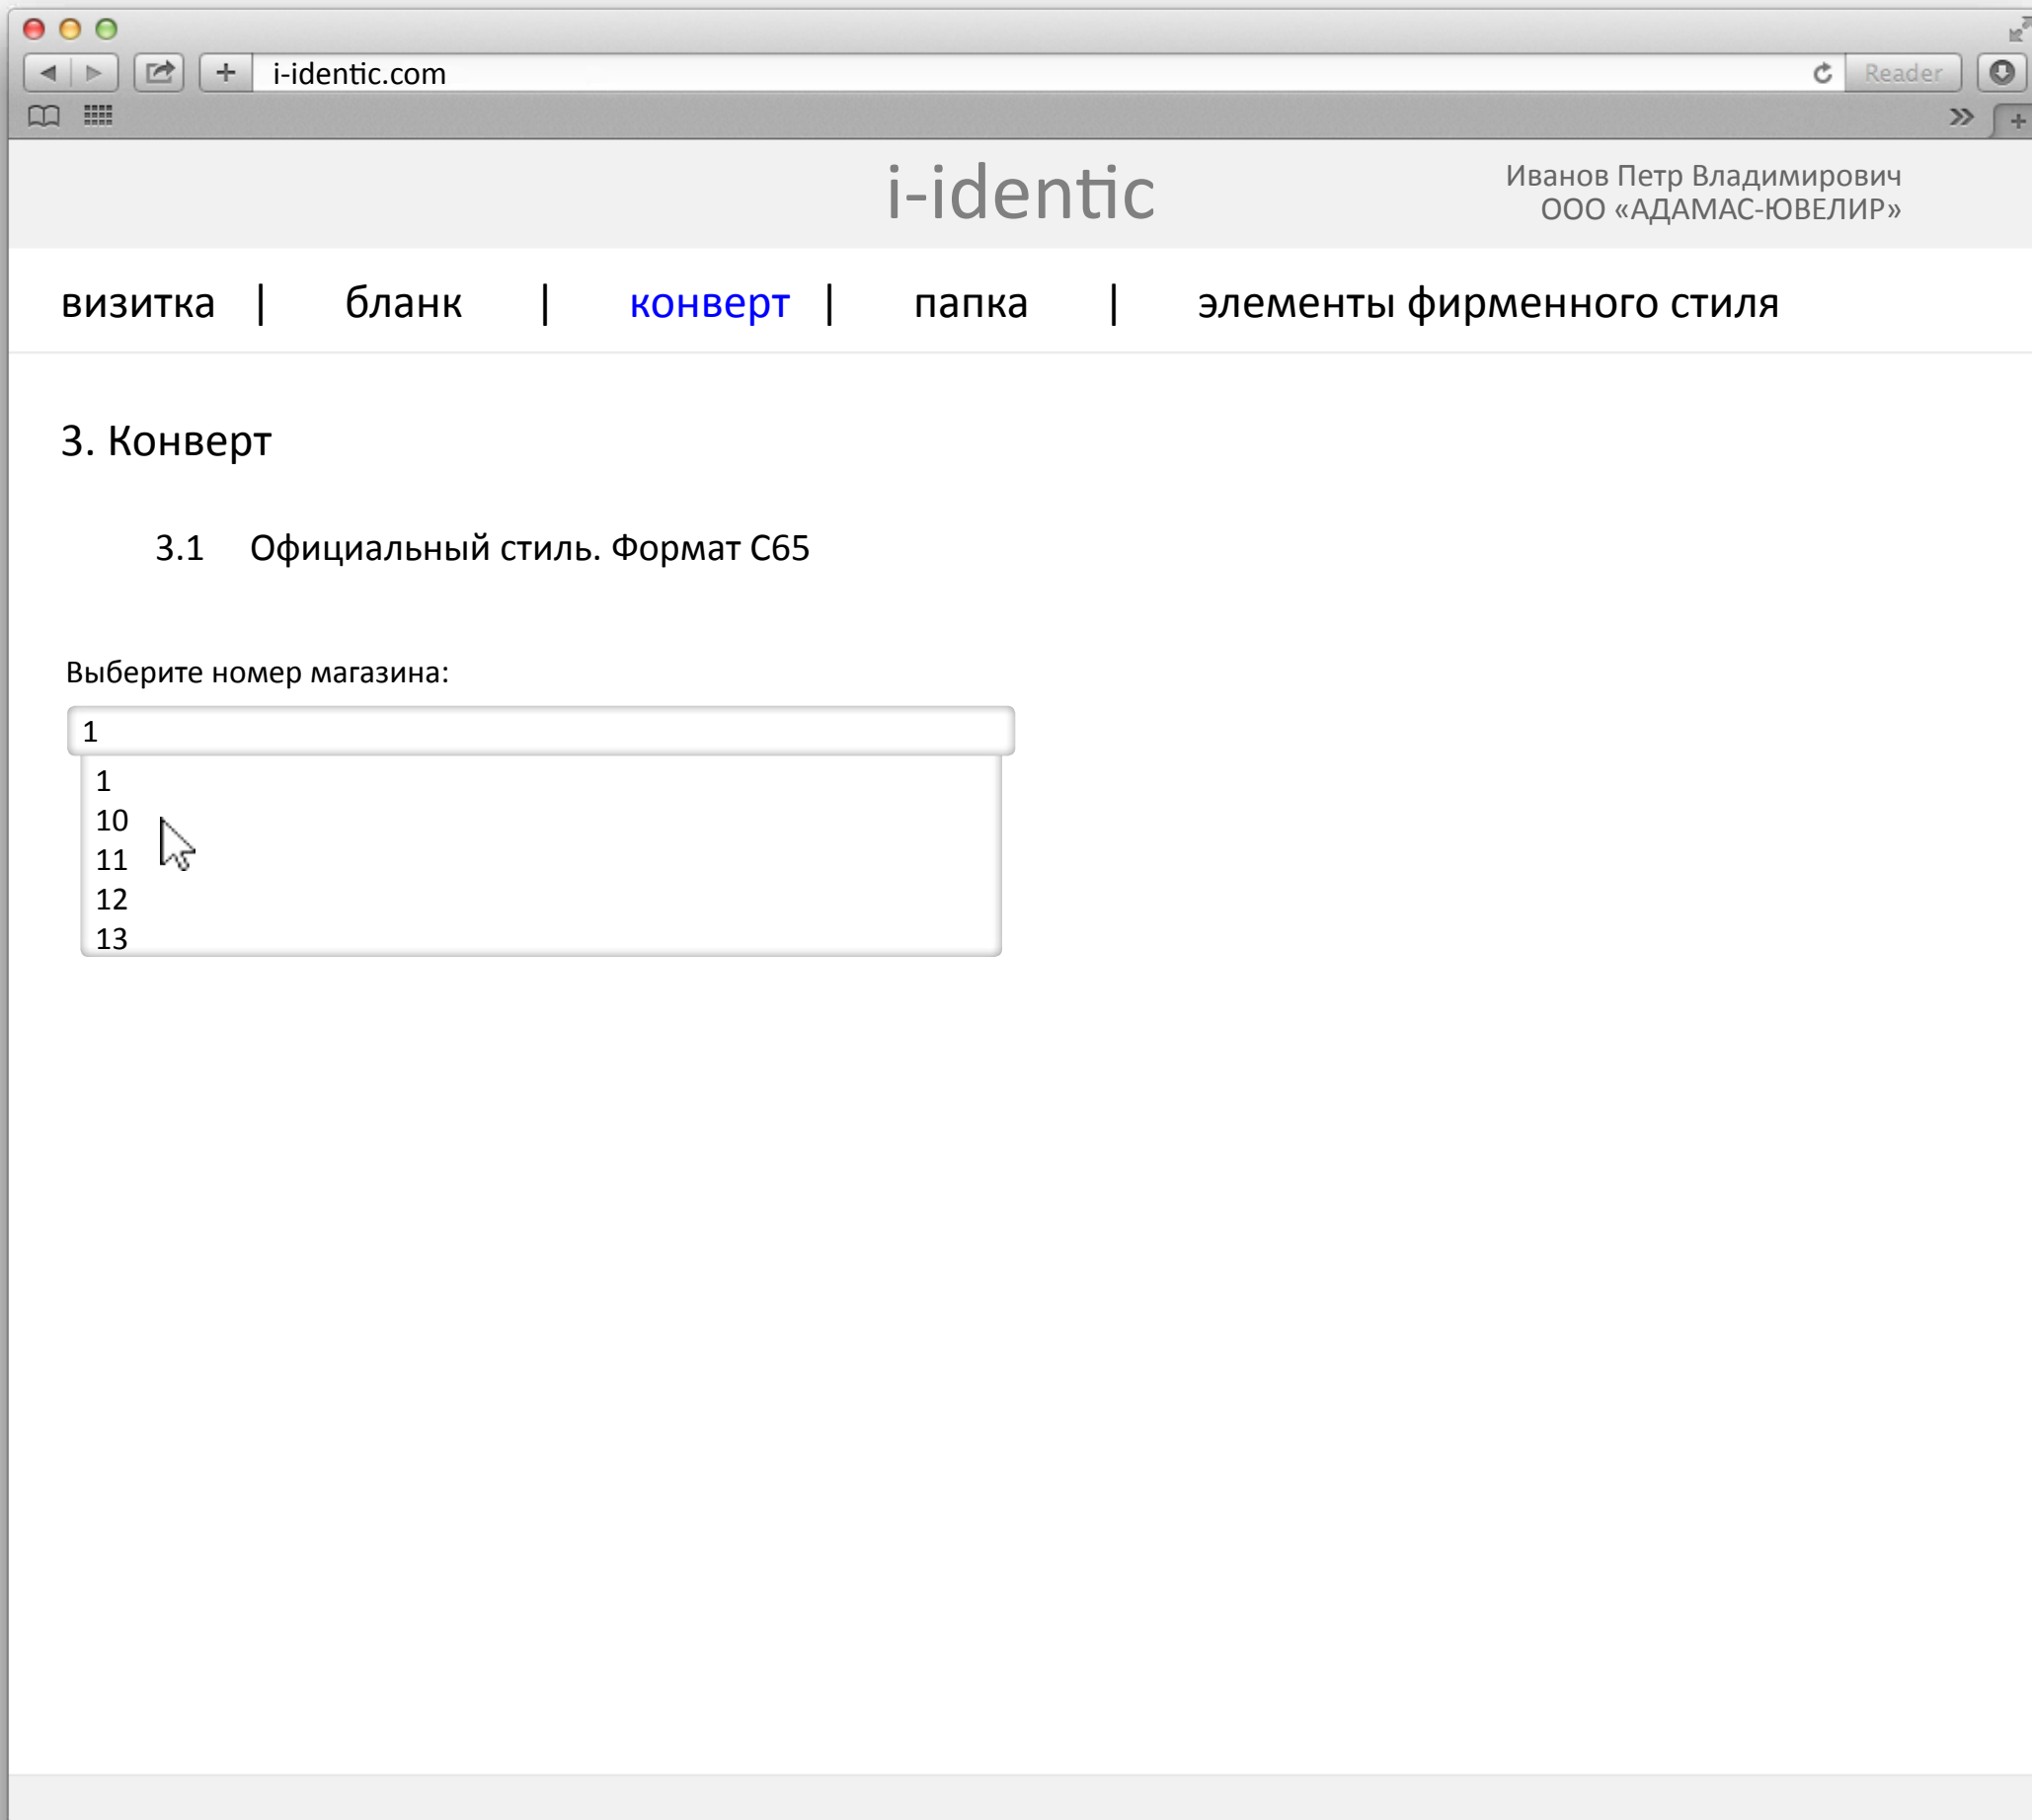 i-identic.com
Reader
i-identic
Иванов Петр Владимирович
ООО «АДАМАС-ЮВЕЛИР»
визитка | бланк | конверт | папка | элементы фирменного стиля
3. Конверт
3.1 Официальный стиль. Формат С65
Выберите номер магазина:
1
1
10
11
12
13